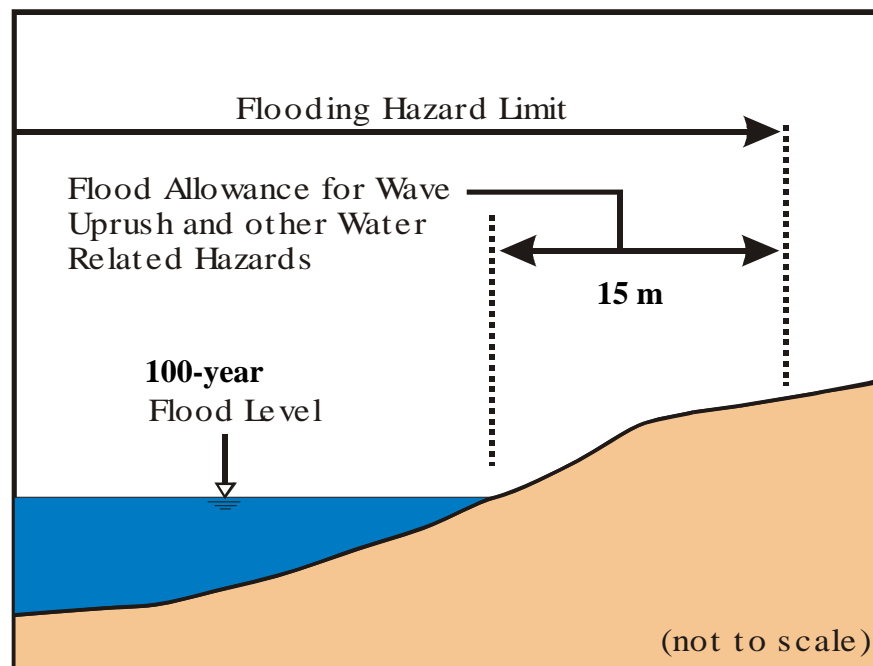 Flooding Hazard Limit
Flood Allowance for Wave
Uprush and other Water
Related Hazards
15 m
100-year
Flood Level
(not to scale)